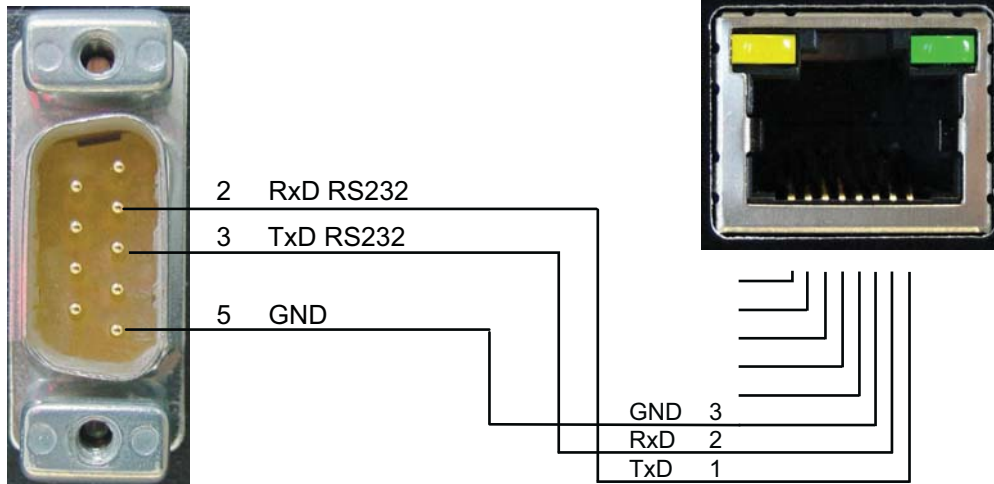 2 RxD RS232
3 TxD RS232
5 GND
GND 3
RxD 2
TxD 1